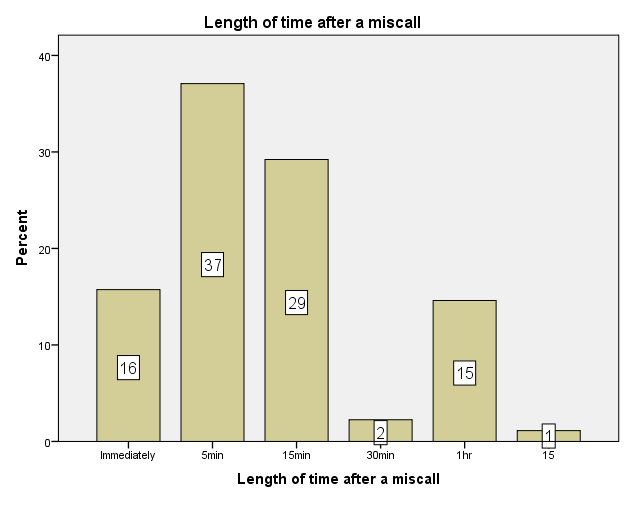 Length of time after a miscall
40
30
20
10
0
Percent
16
37
29
2
15
1
Immediately
5min
15min
30min
1hr
15
Length of time after a miscall